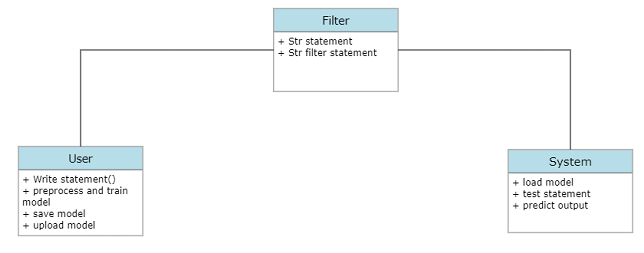 Filter
+ Str statement
+ Str filter statement
User
+ Write statement()
+ preprocess and train
model
+ save model
+ upload model
System
+ load model
+ test statement
+ predict output